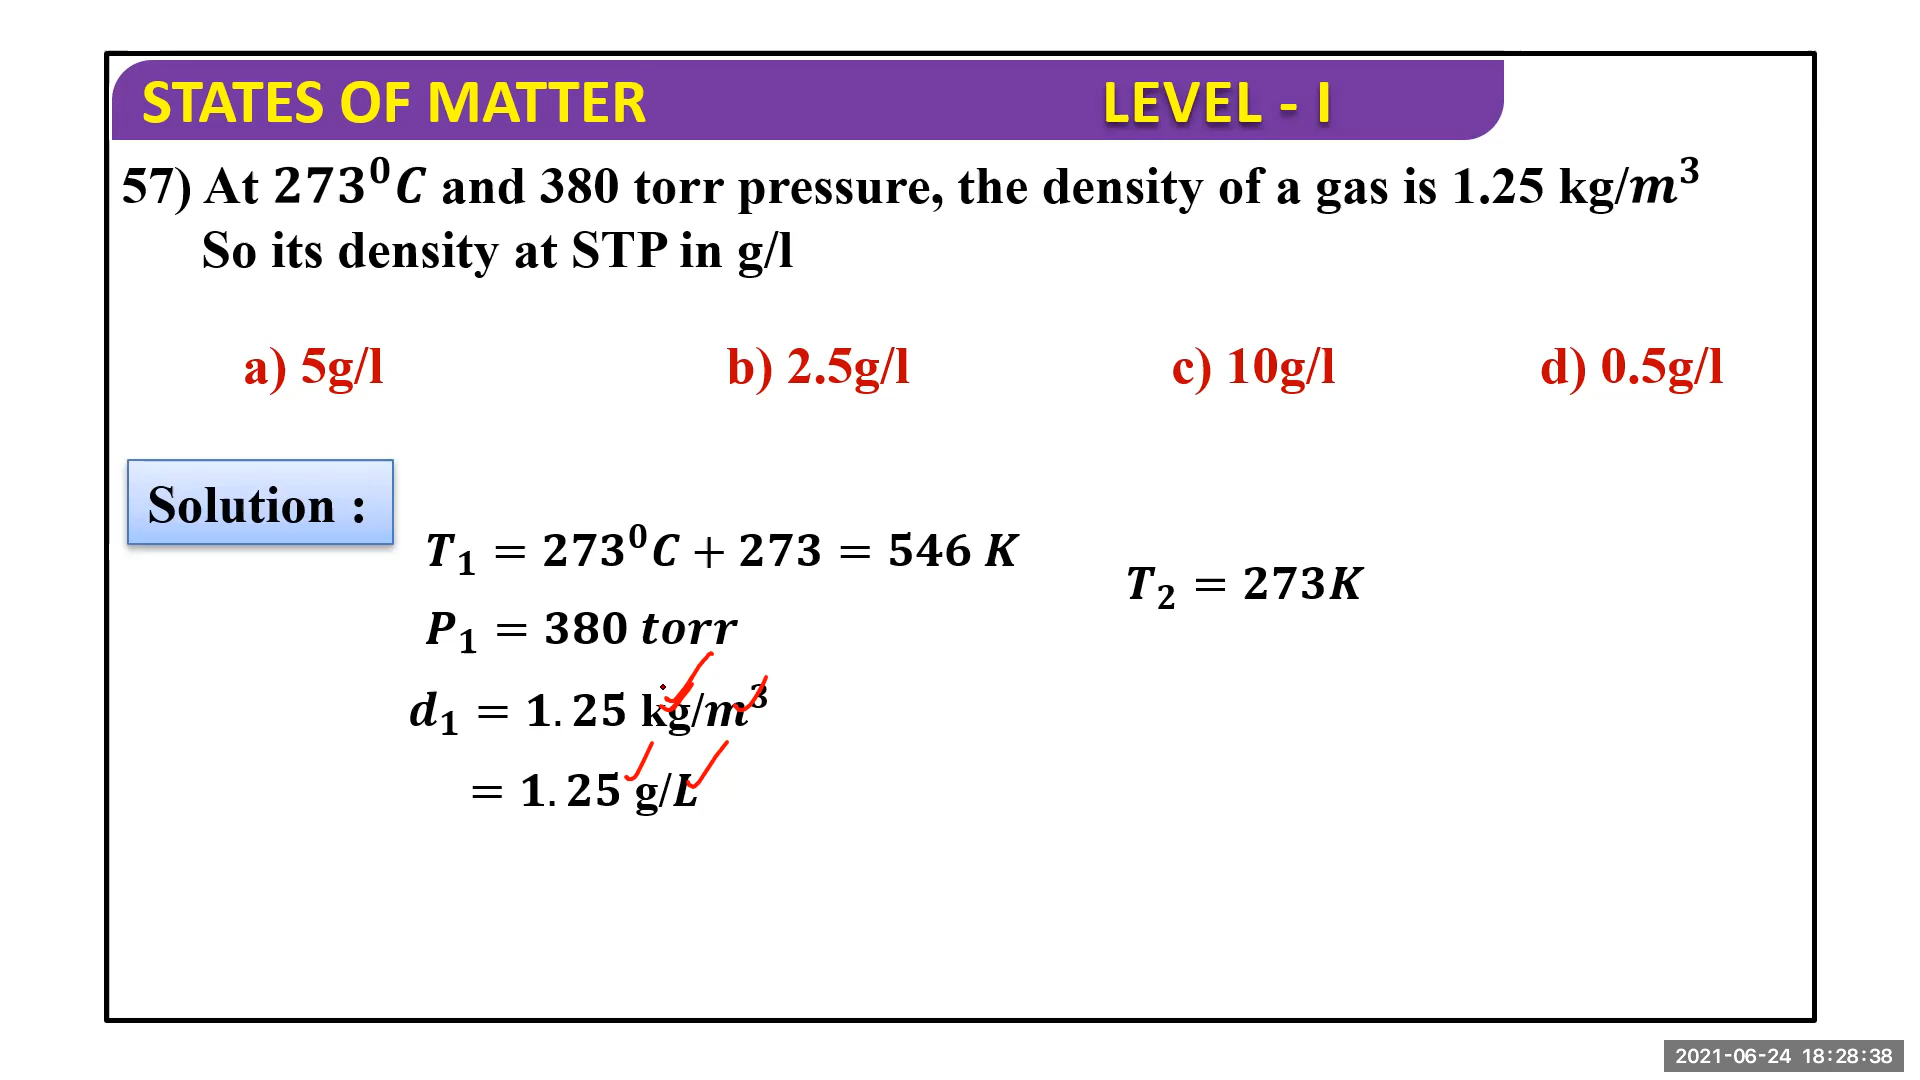 STATES OF MATTER LEVEL - I
57) At 273⁰C and 380 torr pressure, the density of a gas is 1.25 kg/m³
So its density at STP in g/l
a) 5g/l b) 2.5g/l c) 10g/l d) 0.5g/l
Solution :
T₁ = 273⁰C + 273 = 546 K
T₂ = 273K
P₁ = 380 torr
d₁ = 1.25 kg/m³
= 1.25 g/L
2021-06-24 18:28:38